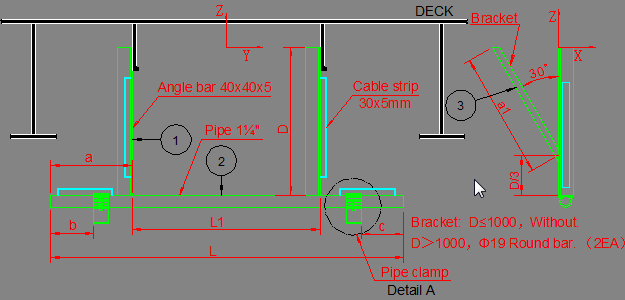 Z
DECK
Bracket
Z
Y
X
Angle bar 40x40x5
Cable strip
30x5mm
30°
3
a1
D
1
Pipe 1¼"
2
a
D/3
b
L1
c
L
Bracket: D≤1000, Without.
D>1000, Φ19 Round bar. (2EA)
Pipe clamp
Detail A